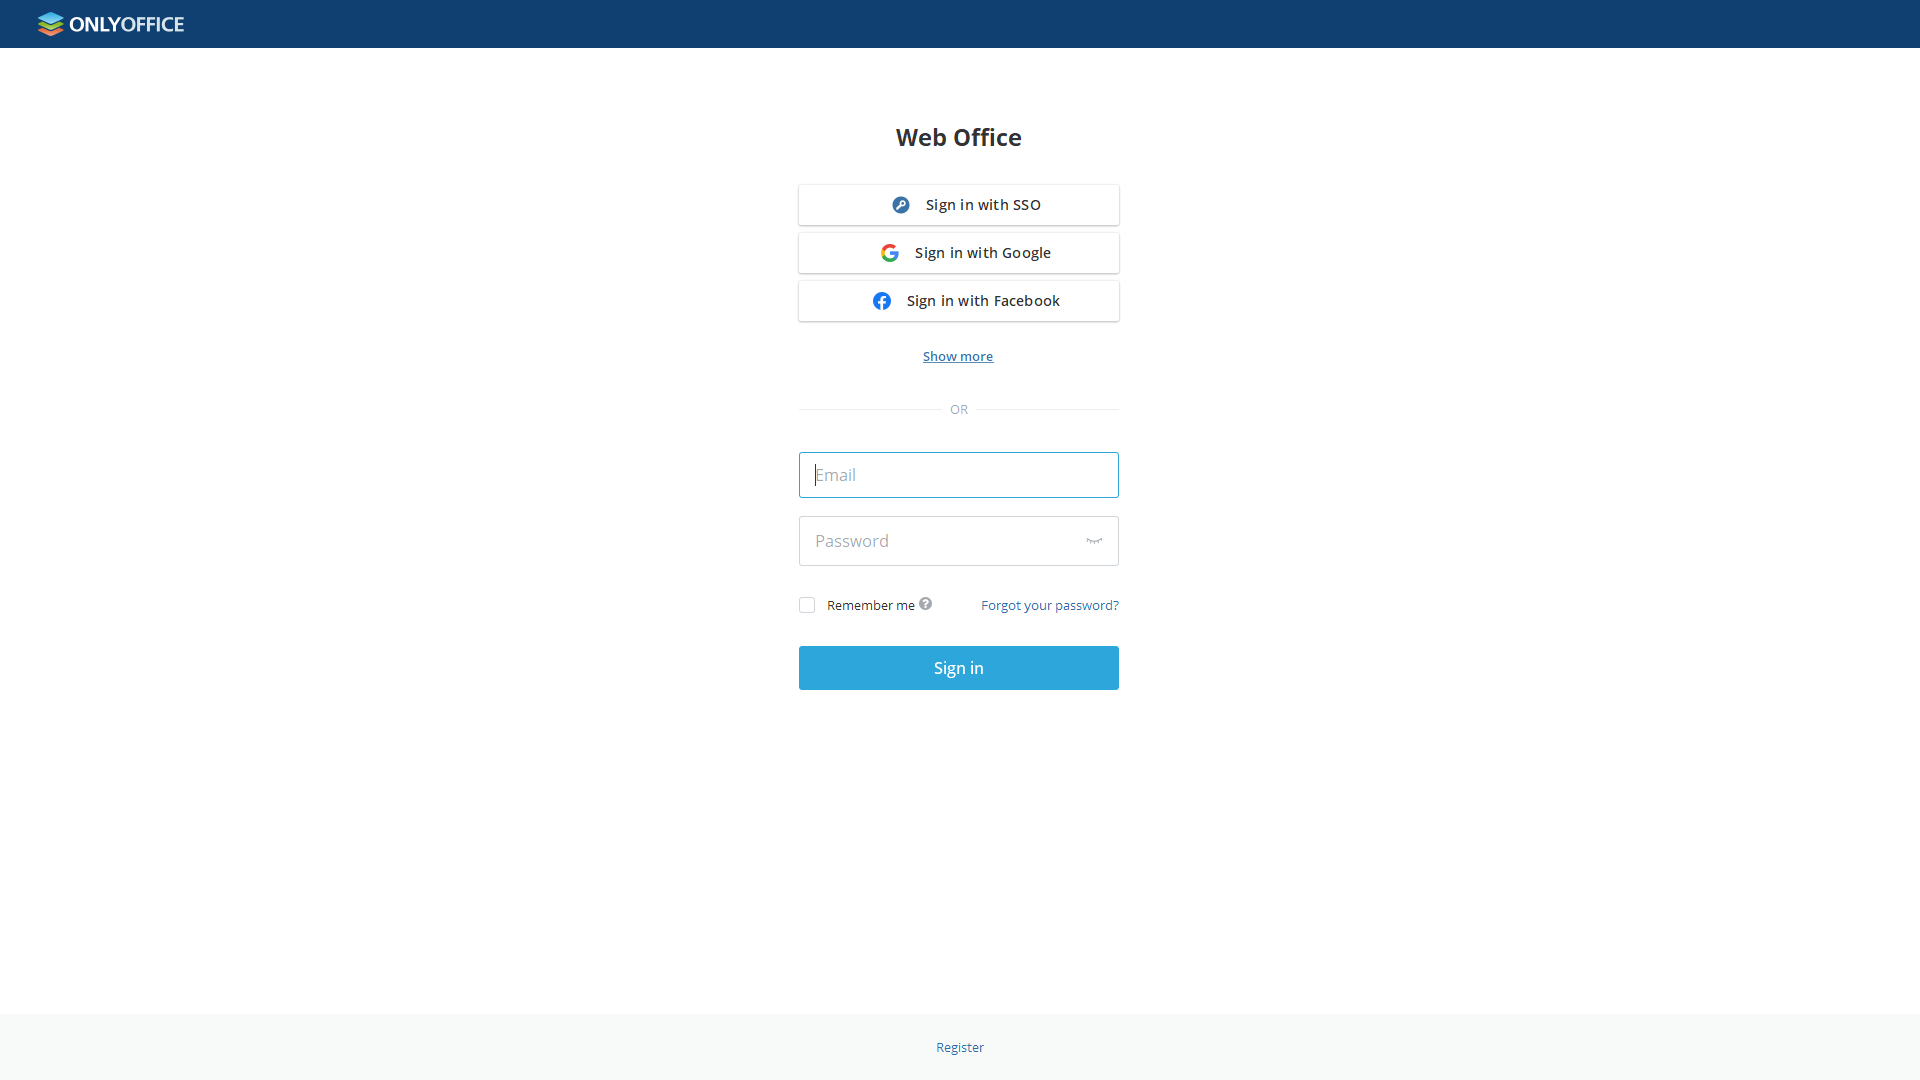 ONLYOFFICE
Web Office
Sign in with SSO
Sign in with Google
Sign in with Facebook
Show more
OR
Email
Password
Remember me ?
Forgot your password?
Sign in
Register